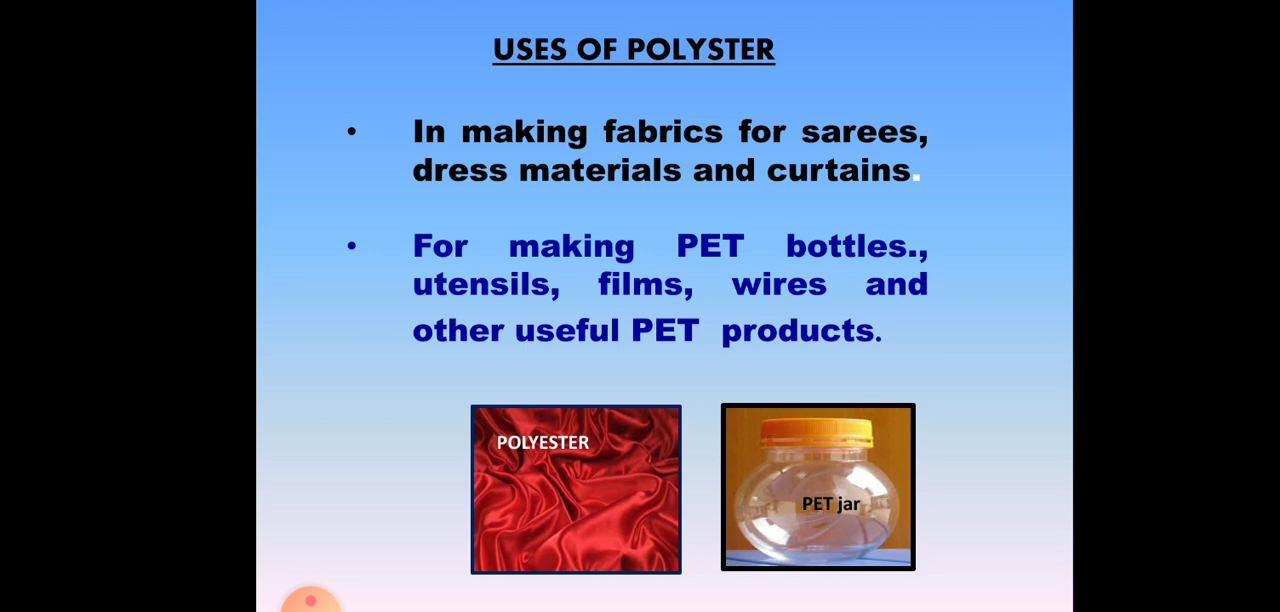 USES OF POLYSTER
• In making fabrics for sarees,
dress materials and curtains.
• For making PET bottles.,
utensils, films, wires and
other useful PET products.
POLYESTER
PET jar